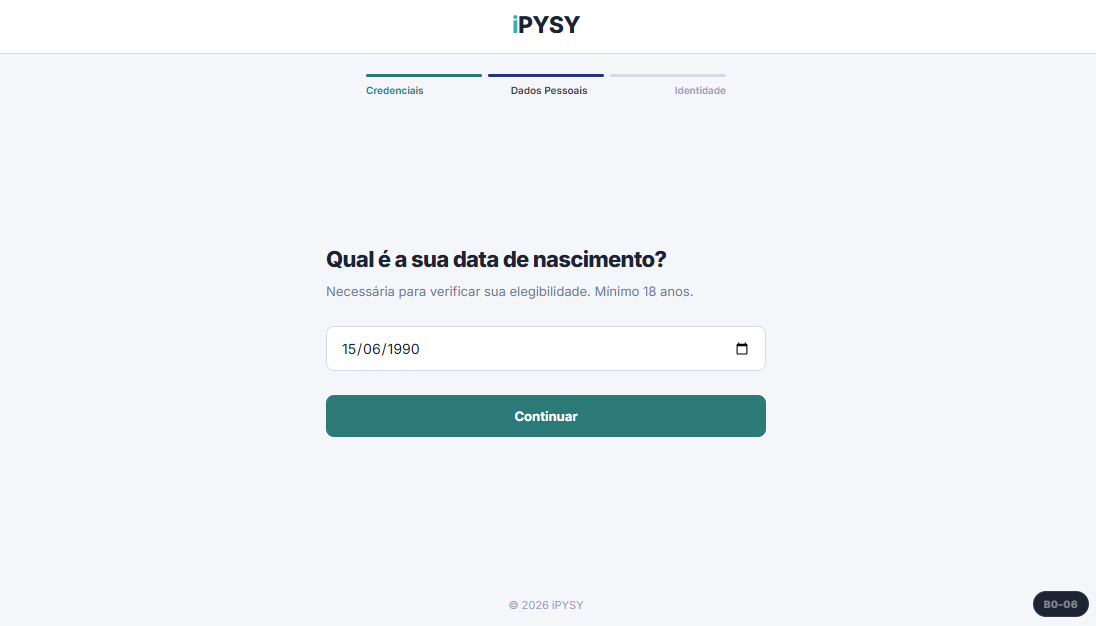 iPYSY
Credenciais
Dados Pessoais
Identidade
Qual é a sua data de nascimento?
Necessária para verificar sua elegibilidade. Mínimo 18 anos.
15/06/1990
Continuar
© 2026 iPYSY
B0-06